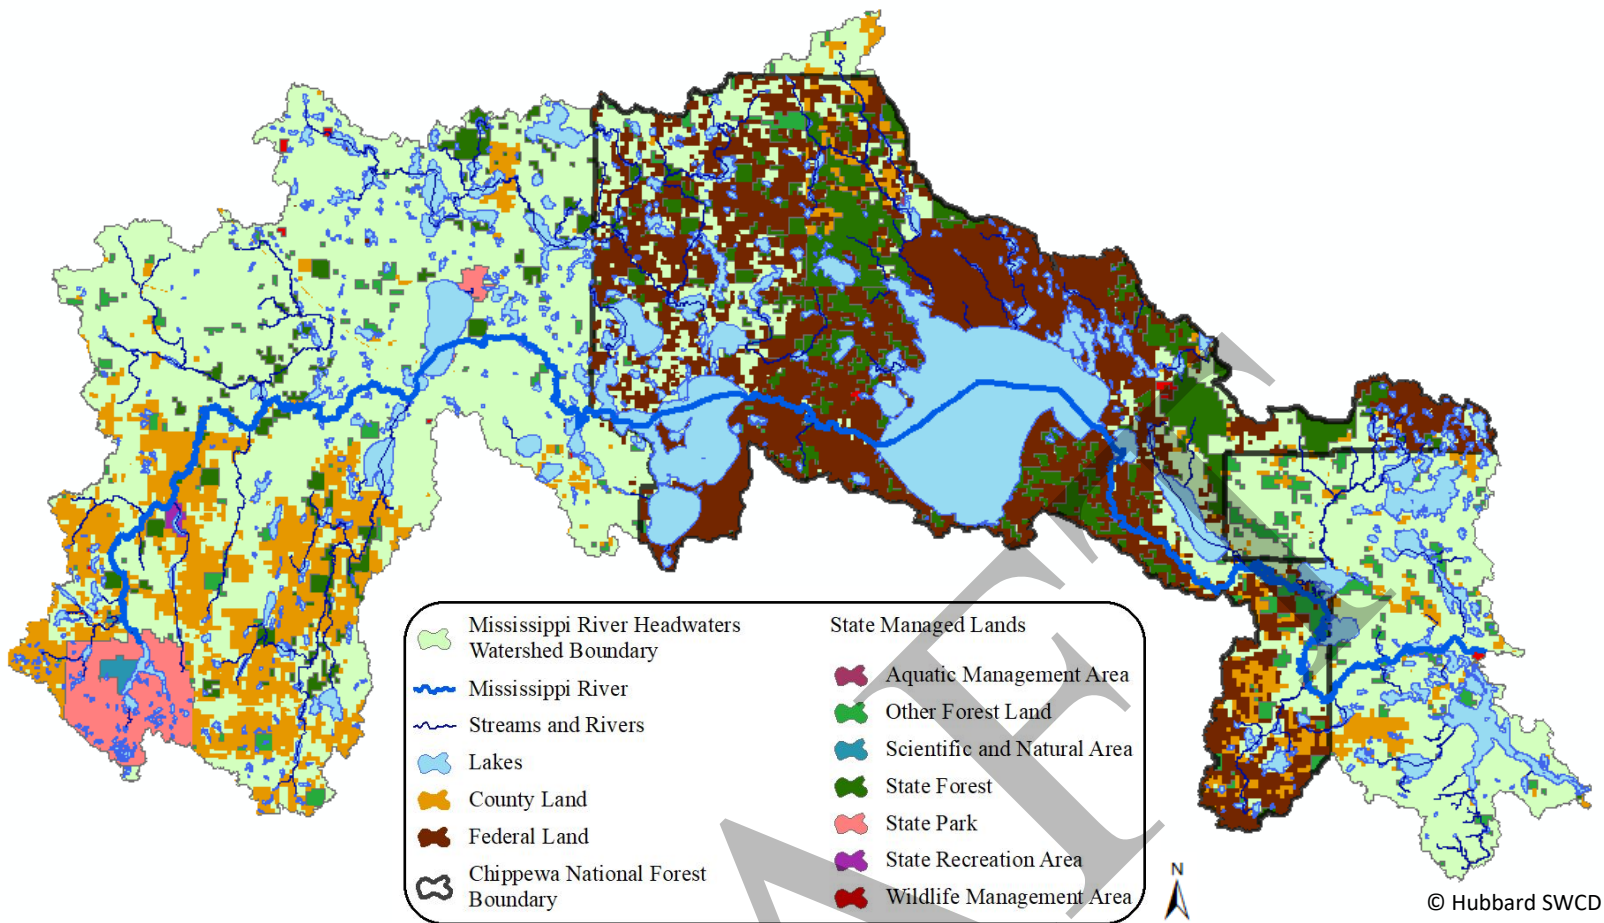 Mississippi River Headwaters
Watershed Boundary
Mississippi River
Streams and Rivers
Lakes
County Land
Federal Land
Chippewa National Forest
Boundary
State Managed Lands
Aquatic Management Area
Other Forest Land
Scientific and Natural Area
State Forest
State Park
State Recreation Area
Wildlife Management Area
N
© Hubbard SWCD